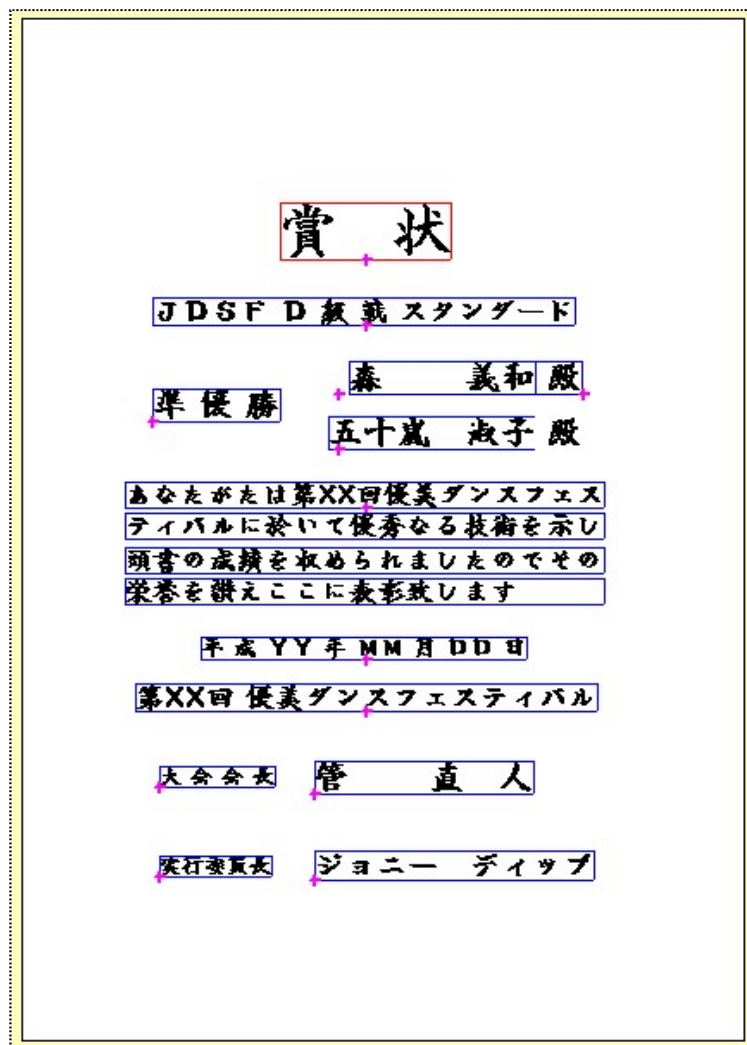 賞 状
JDSF D級戦 スタンダード
準優勝
森 義和 殿
五十嵐 淑子 殿
あなたがたは第XX回優美ダンスフェス
ティバルに於いて優秀なる技術を示し
頭書の成績を収められましたのでその
栄誉を讃えここに表彰致します
平成YY年MM月DD日
第XX回 優美ダンスフェスティバル
大会会長 管 直人
実行委員長 ジョニー ディップ